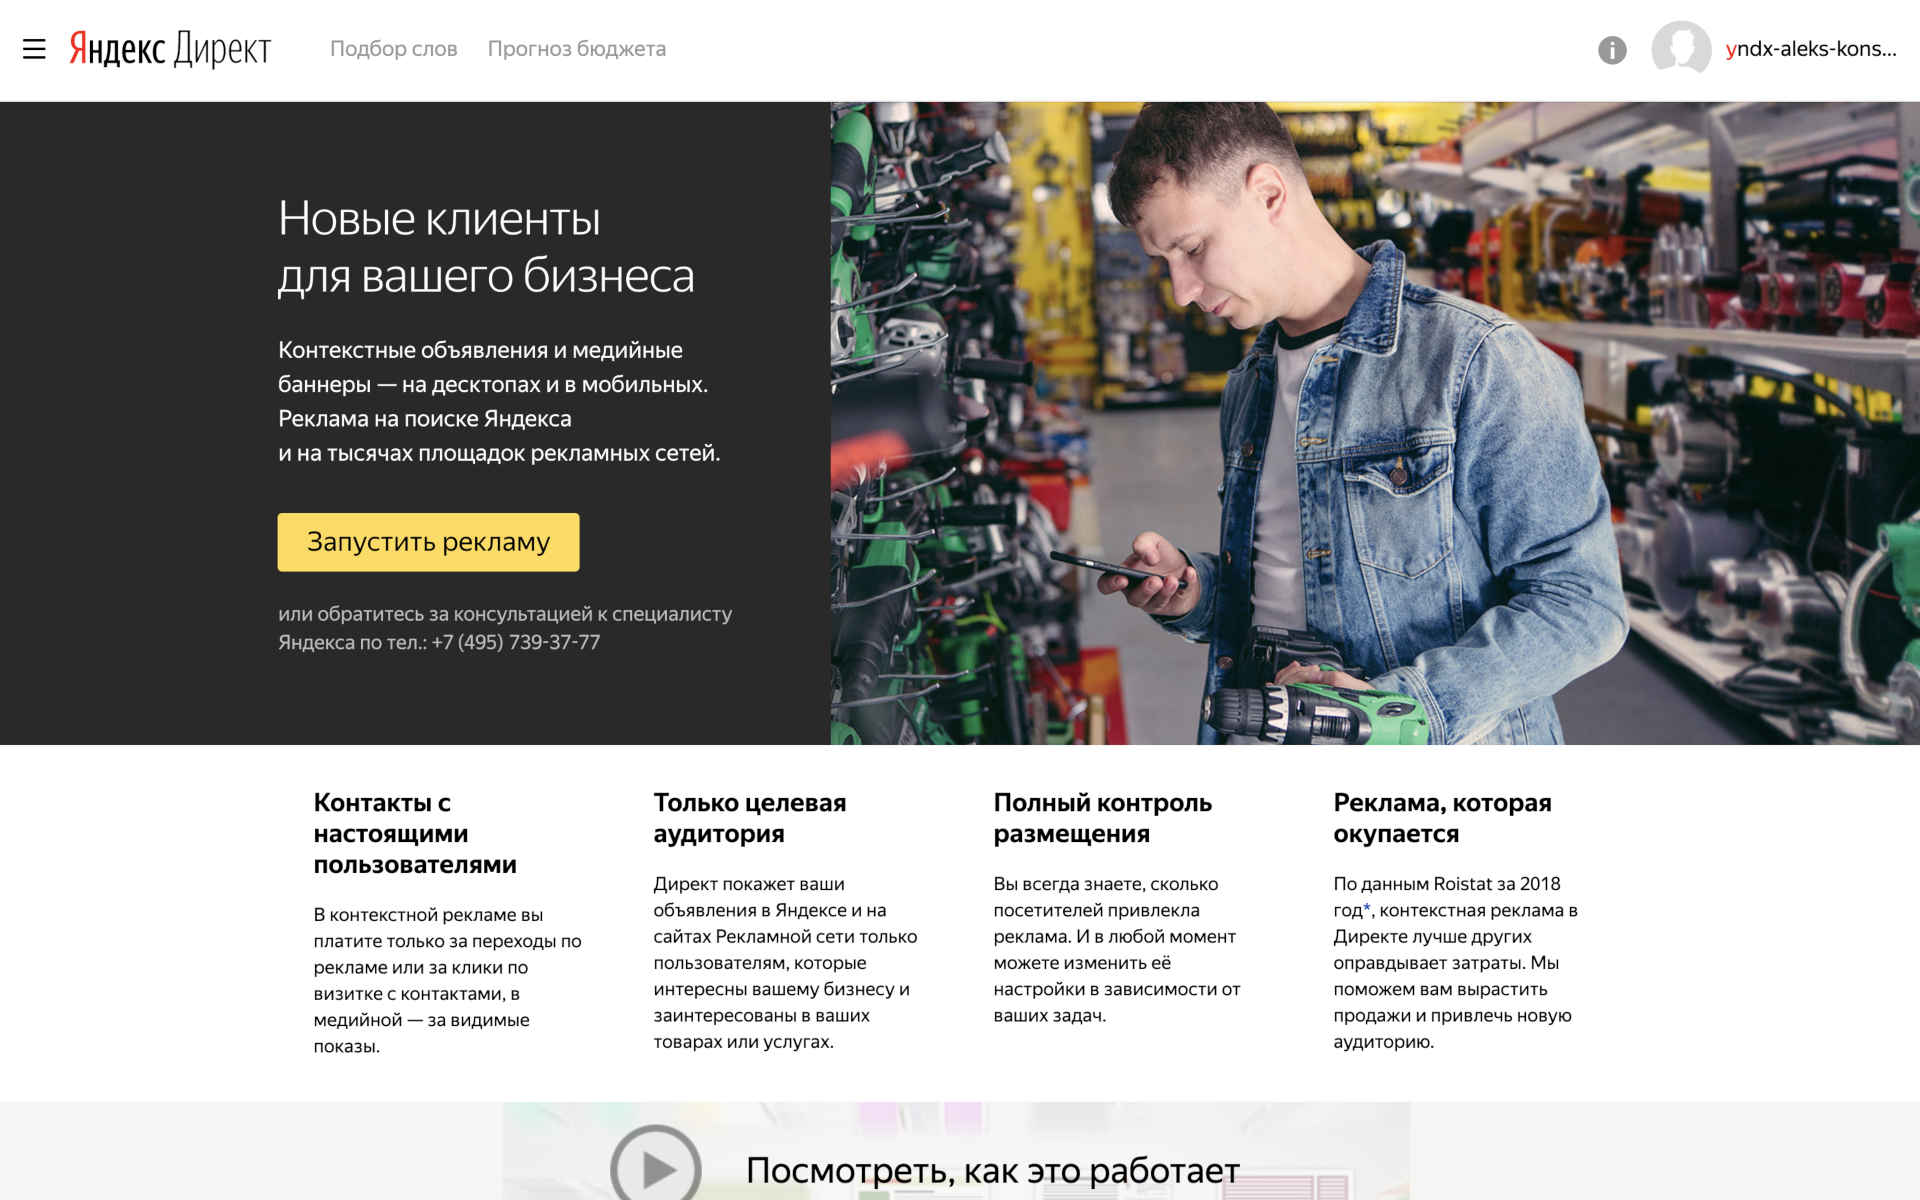 Яндекс Директ
Подбор слов
Прогноз бюджета
yndx-aleks-kons...
Новые клиенты
для вашего бизнеса
Контекстные объявления и медийные
баннеры — на десктопах и в мобильных.
Реклама на поиске Яндекса
и на тысячах площадок рекламных сетей.
Запустить рекламу
или обратитесь за консультацией к специалисту
Яндекса по тел.: +7 (495) 739-37-77
Контакты с
настоящими
пользователями
В контекстной рекламе вы
платите только за переходы по
рекламе или за клики по
визитке с контактами, в
медийной — за видимые
показы.
Только целевая
аудитория
Директ покажет ваши
объявления в Яндексе и на
сайтах Рекламной сети только
пользователям, которые
интересны вашему бизнесу и
заинтересованы в ваших
товарах или услугах.
Полный контроль
размещения
Вы всегда знаете, сколько
посетителей привлекла
реклама. И в любой момент
можете изменить её
настройки в зависимости от
ваших задач.
Реклама, которая
окупается
По данным Roistat за 2018
год*, контекстная реклама в
Директе лучше других
оправдывает затраты. Мы
поможем вам вырастить
продажи и привлечь новую
аудиторию.
Посмотреть, как это работает